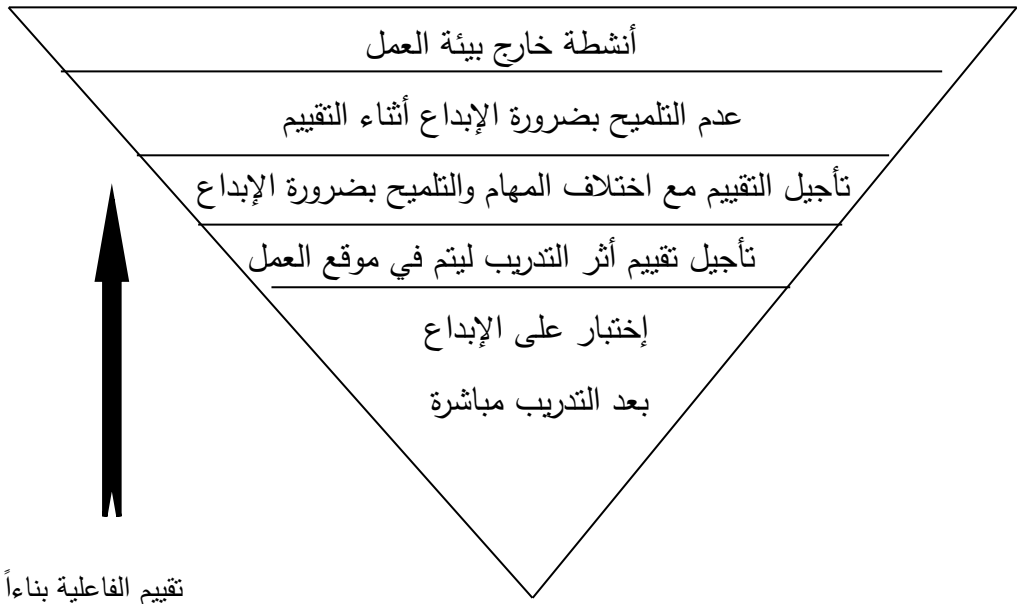 أنشطة خارج بيئة العمل
عدم التلميح بضرورة الإبداع أثناء التقييم
تأجيل التقييم مع اختلاف المهام والتلميح بضرورة الإبداع
تأجيل تقييم أثر التدريب ليتم في موقع العمل
إختبار على الإبداع
بعد التدريب مباشرة
تقييم الفاعلية بناءاً